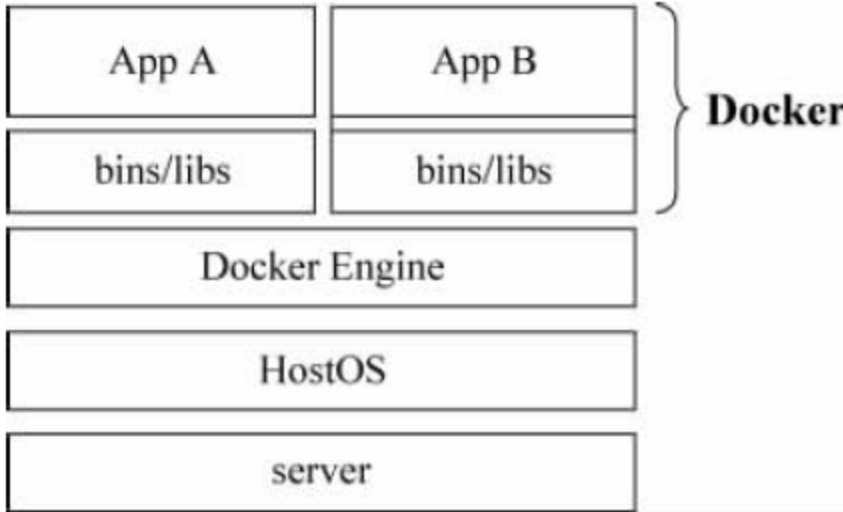 App A
App B
Docker
bins/libs
bins/libs
Docker Engine
HostOS
server